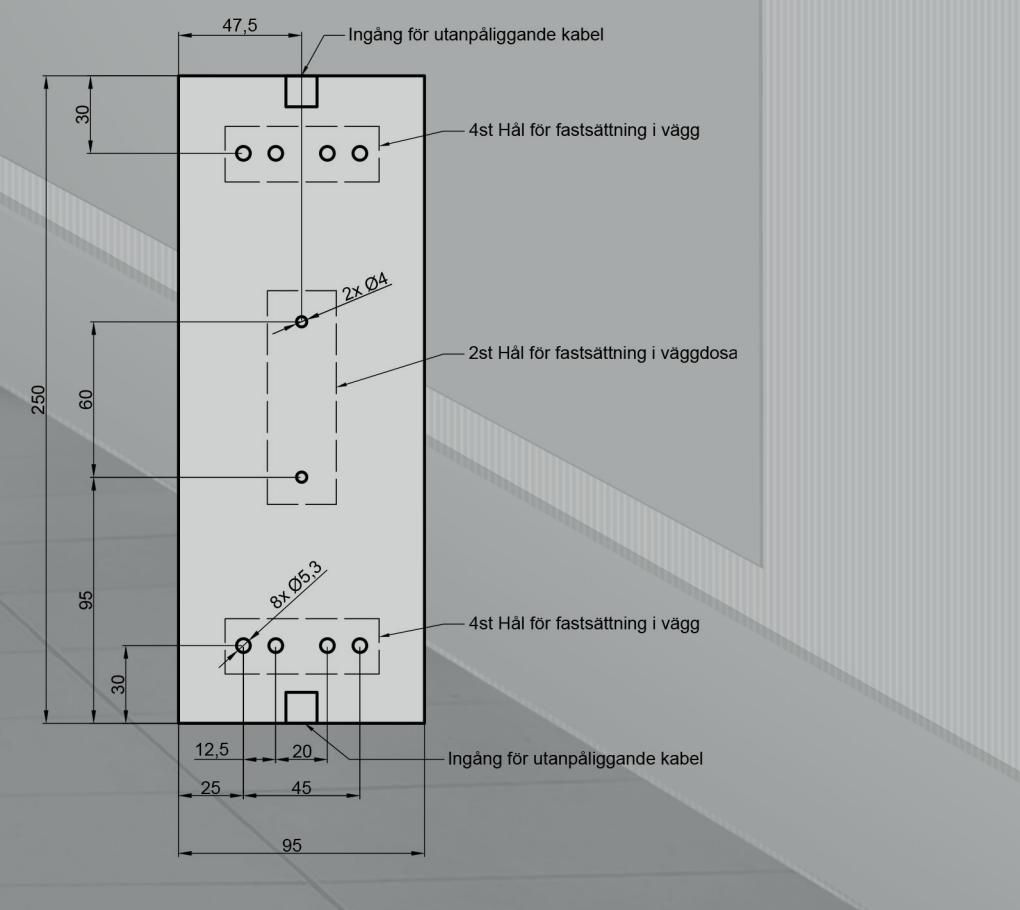 47,5
Ingång för utanpåliggande kabel
30
4st Hål för fastsättning i vägg
2x Ø4
2st Hål för fastsättning i väggdosa
250
60
8x Ø5,3
95
4st Hål för fastsättning i vägg
30
12,5
20
Ingång för utanpåliggande kabel
25
45
95